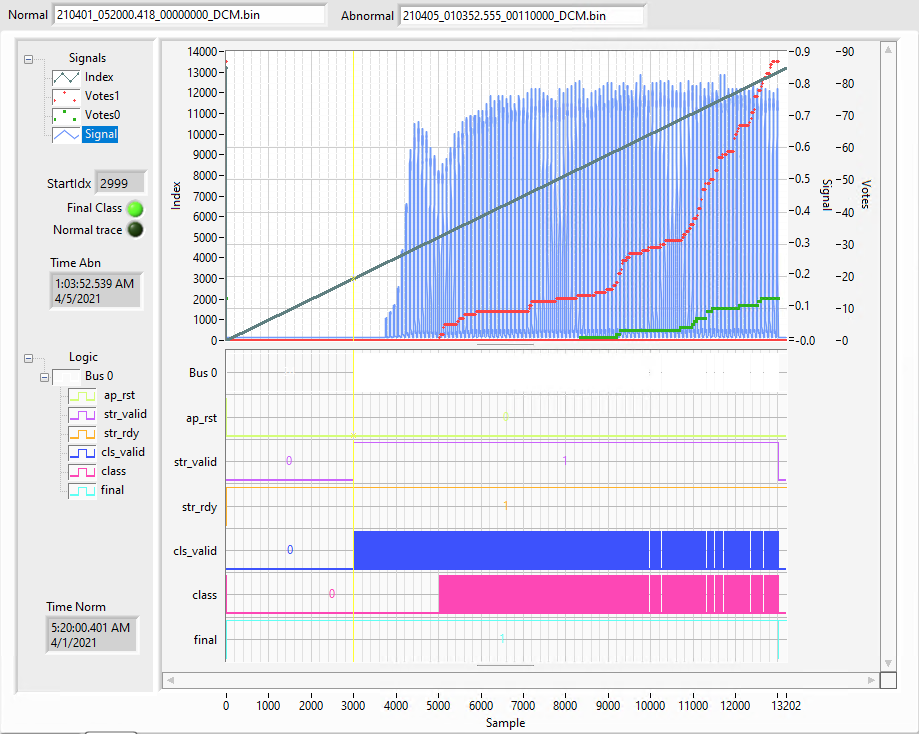 Normal 210401_052000.418_00000000_DCM.bin Abnormal 210405_010352.555_00110000_DCM.bin
Signals
Index
Votes1
Votes0
Signal
StartIdx 2999
Final Class
Normal trace
Time Abn
1:03:52.539 AM
4/5/2021
Logic
Bus 0
ap_rst
str_valid
str_rdy
cls_valid
class
final
Time Norm
5:20:00.401 AM
4/1/2021
Index
14000
13000
12000
11000
10000
9000
8000
7000
6000
5000
4000
3000
2000
1000
0
0.9
0.8
0.7
0.6
0.5
0.4
0.3
0.2
0.1
-0.0
Signal
-90
-80
-70
-60
-50
-40
-30
-20
-10
-0
Votes
Bus 0
ap_rst 0
str_valid 0 1
str_rdy 1
cls_valid 0
class 0
final 1
0 1000 2000 3000 4000 5000 6000 7000 8000 9000 10000 11000 12000 13202
Sample